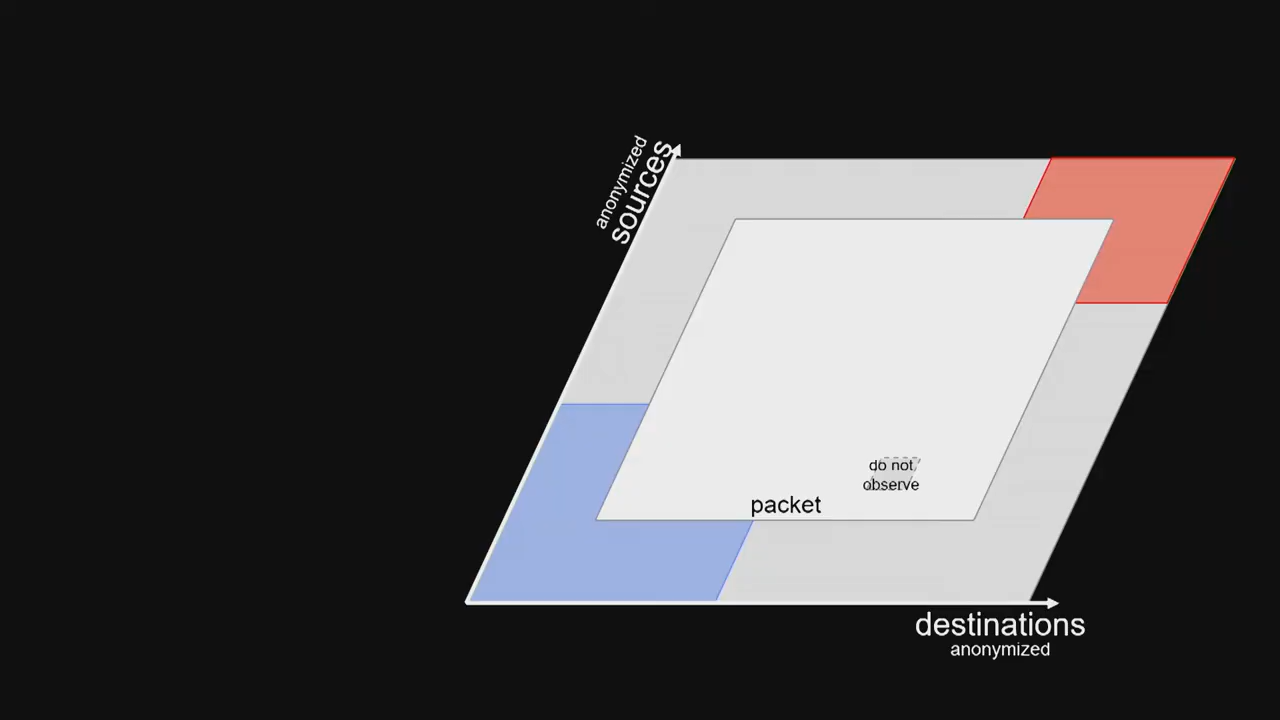 anonymized
sources
do not
observe
packet
destinations
anonymized